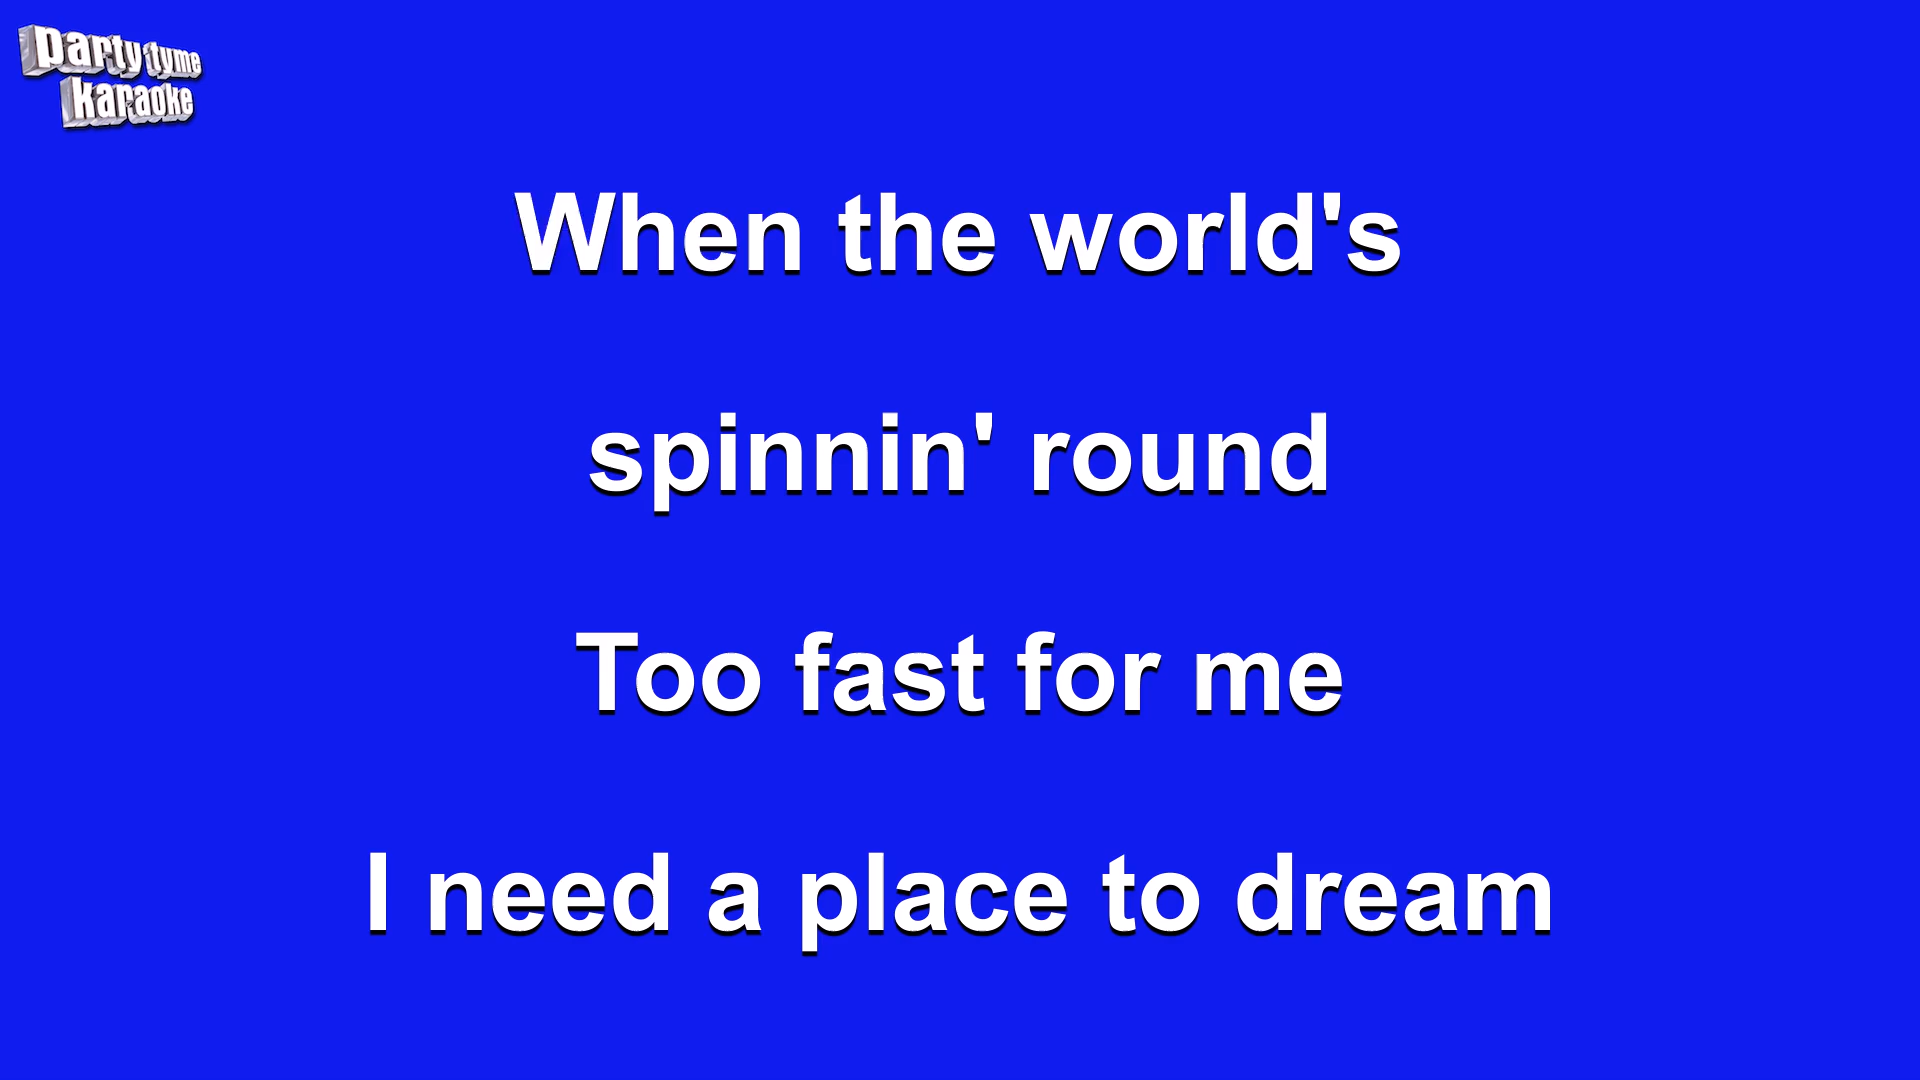 party tyme
karaoke
When the world's
spinnin' round
Too fast for me
I need a place to dream